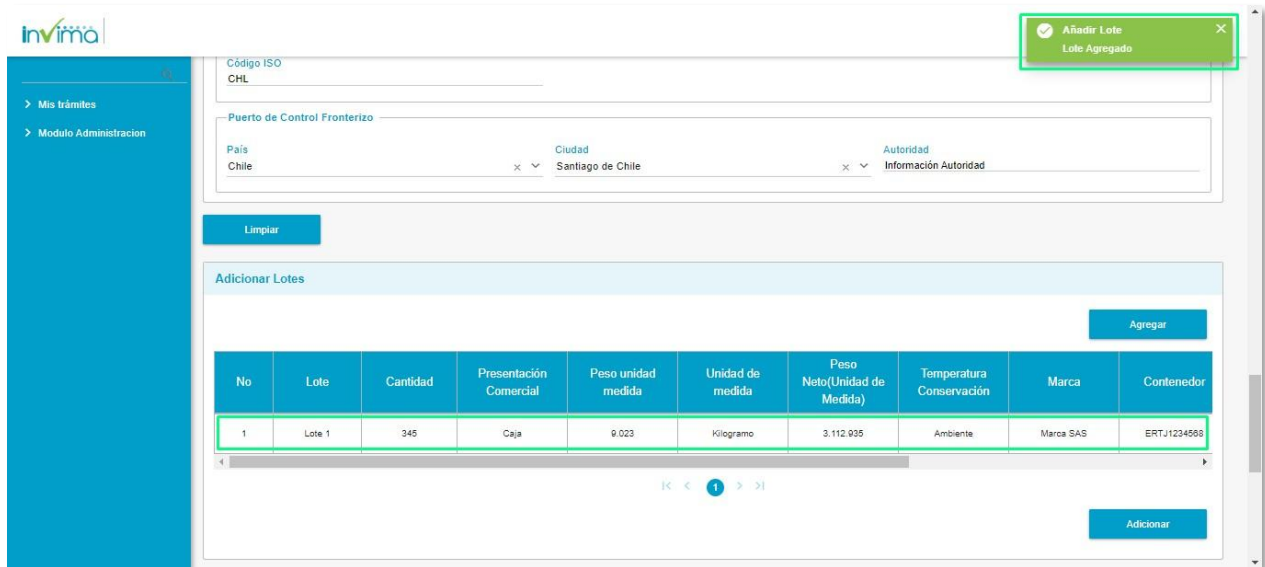 invima
Añadir Lote
Lote Agregado
Código ISO
CHL
Mis trámites
Modulo Administracion
Puerto de Control Fronterizo
País Ciudad Autoridad
Chile Santiago de Chile Información Autoridad
Limpiar
Adicionar Lotes
Agregar
No Lote Cantidad Presentación Comercial Peso unidad medida Unidad de medida Peso Neto(Unidad de Medida) Temperatura Conservación Marca Contenedor
1 Lote 1 345 Caja 9.023 Kilogramo 3.112.935 Ambiente Marca SAS ERTJ1234568
1
Adicionar